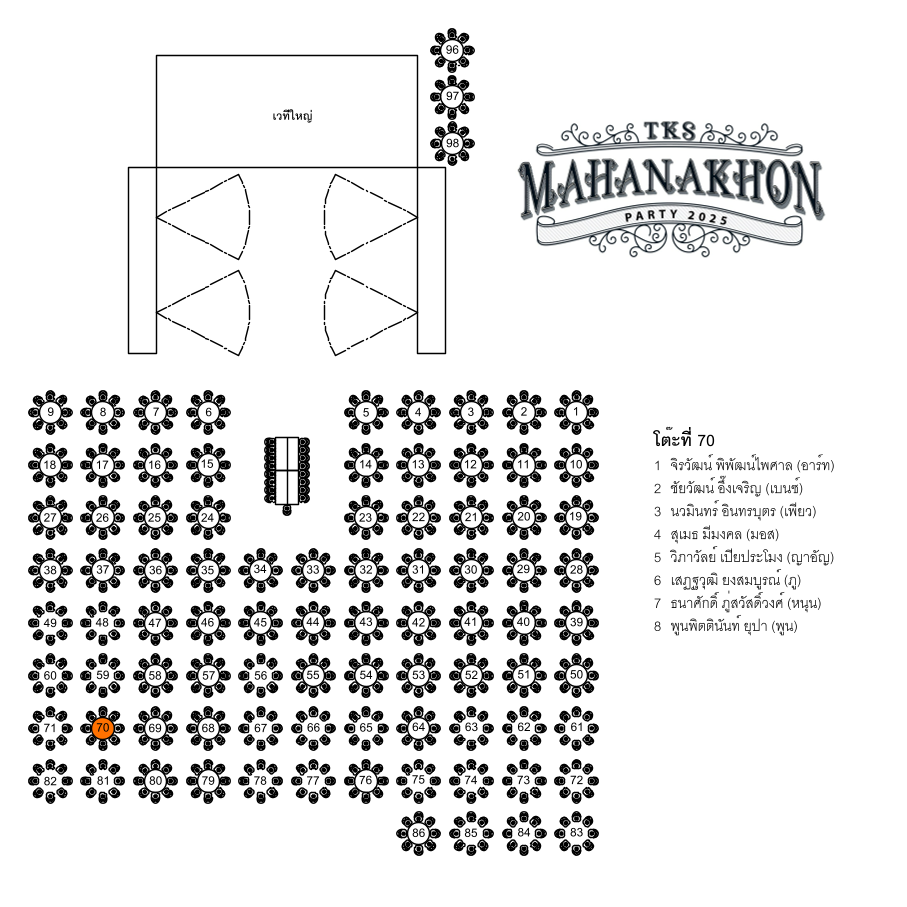 96
97
98
เวทีใหญ่
TKS
MAHANAKHON
PARTY 2025
9 8 7 6 5 4 3 2 1
18 17 16 15 14 13 12 11 10
27 26 25 24 23 22 21 20 19
38 37 36 35 34 33 32 31 30 29 28
49 48 47 46 45 44 43 42 41 40 39
60 59 58 57 56 55 54 53 52 51 50
71 70 69 68 67 66 65 64 63 62 61
82 81 80 79 78 77 76 75 74 73 72
86 85 84 83
โต๊ะที่ 70
1 จิรวัฒน์ พิพัฒน์ไพศาล (อาร์ท)
2 ชัยวัฒน์ อึ้งเจริญ (เบนซ์)
3 นวมินทร์ อินทรบุตร (เพียว)
4 สุเมธ มีมงคล (มอส)
5 วิภาวัลย์ เปียประโมง (ญาอัญ)
6 เสฏฐวุฒิ ยงสมบูรณ์ (ภู)
7 ธนาศักดิ์ ภู่สวัสดิ์วงศ์ (หนุน)
8 พูนพิตตินันท์ ยุปา (พูน)